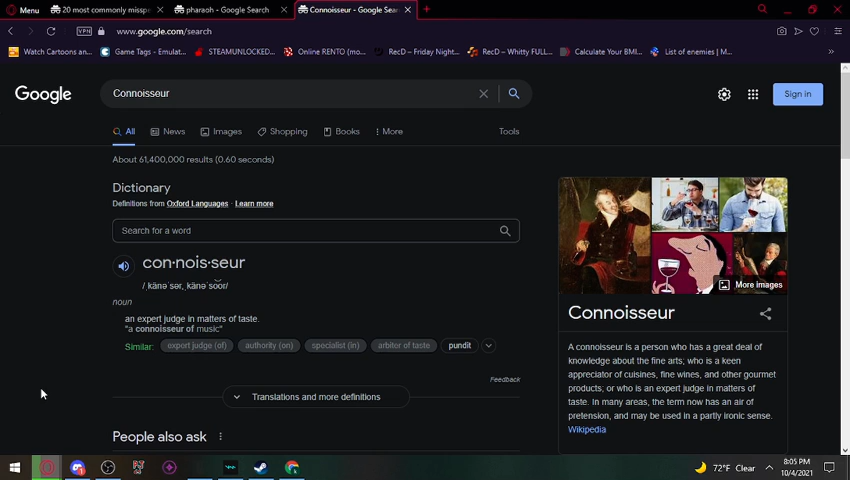 Menu
20 most commonly misspe
pharaoh - Google Search
Connoisseur - Google Sea
VPN
www.google.com/search
Watch Cartoons an...
Game Tags - Emulat...
STEAMUNLOCKED...
Online RENTO (mo...
RecD – Friday Night...
RecD – Whitty FULL...
Calculate Your BMI...
List of enemies | M...
»
Google
Connoisseur
Sign in
All
News
Images
Shopping
Books
More
Tools
About 61,400,000 results (0.60 seconds)
Dictionary
Definitions from Oxford Languages · Learn more
Search for a word
con·nois·seur
/ˌkänəˈsər, ˌkänəˈso͝or/
noun
an expert judge in matters of taste.
"a connoisseur of music"
Similar:
expert judge (of)
authority (on)
specialist (in)
arbiter of taste
pundit
Feedback
Translations and more definitions
People also ask
More images
Connoisseur
A connoisseur is a person who has a great deal of
knowledge about the fine arts; who is a keen
appreciator of cuisines, fine wines, and other gourmet
products; or who is an expert judge in matters of
taste. In many areas, the term now has an air of
pretension, and may be used in a partly ironic sense.
Wikipedia
72°F Clear
8:05 PM
10/4/2021